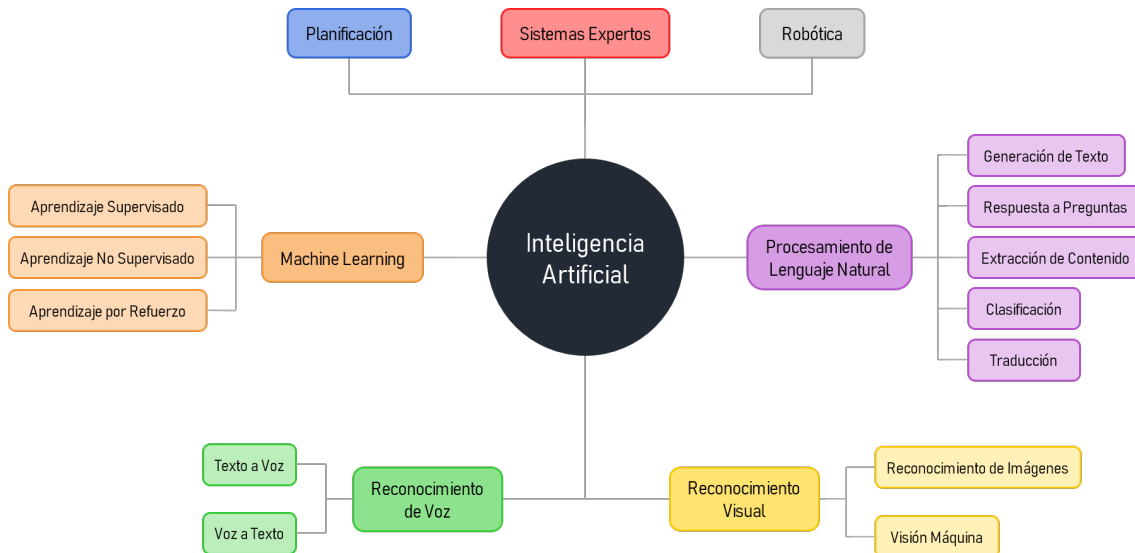 Planificación
Sistemas Expertos
Robótica
Generación de Texto
Aprendizaje Supervisado
Respuesta a Preguntas
Inteligencia
Artificial
Procesamiento de
Lenguaje Natural
Machine Learning
Aprendizaje No Supervisado
Extracción de Contenido
Aprendizaje por Refuerzo
Clasificación
Traducción
Texto a Voz
Reconocimiento
de Voz
Voz a Texto
Reconocimiento
Visual
Reconocimiento de Imágenes
Visión Máquina